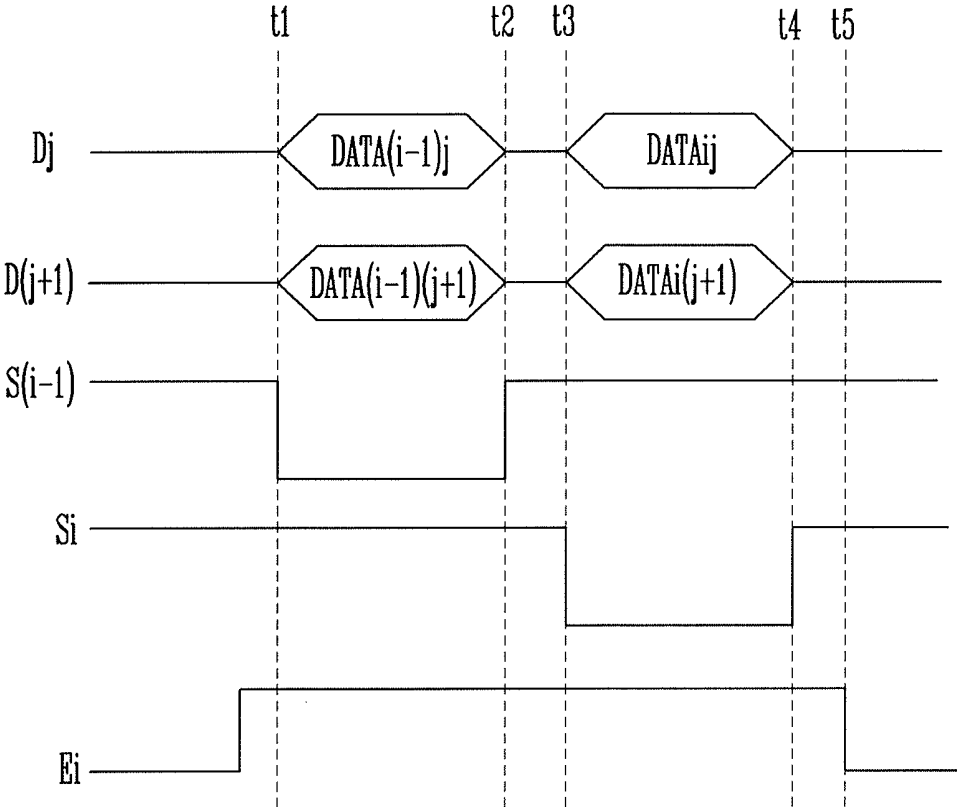 t1 t2 t3 t4 t5
Dj DATA(i-1)j DATAij
D(j+1) DATA(i-1)(j+1) DATAi(j+1)
S(i-1)
Si
Ei